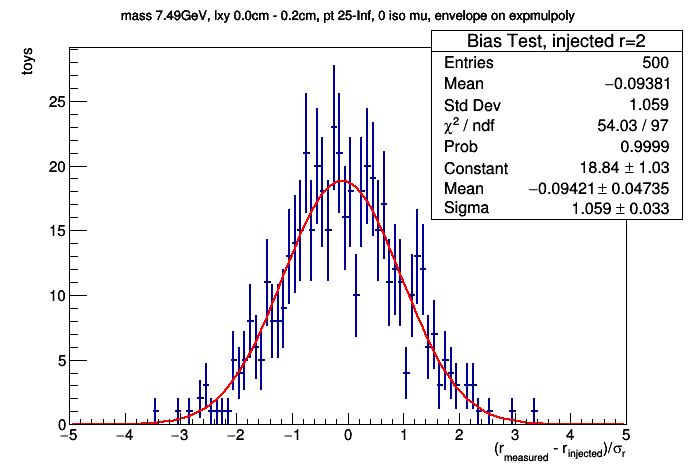 mass 7.49GeV, lxy 0.0cm - 0.2cm, pt 25-Inf, 0 iso mu, envelope on expmulpoly
Bias Test, injected r=2
Entries 500
Mean −0.09381
Std Dev 1.059
χ² / ndf 54.03 / 97
Prob 0.9999
Constant 18.84 ± 1.03
Mean −0.09421 ± 0.04735
Sigma 1.059 ± 0.033
toys
25
20
15
10
5
0
−5 −4 −3 −2 −1 0 1 2 3 4 5
(r_measured - r_injected)/σ_r